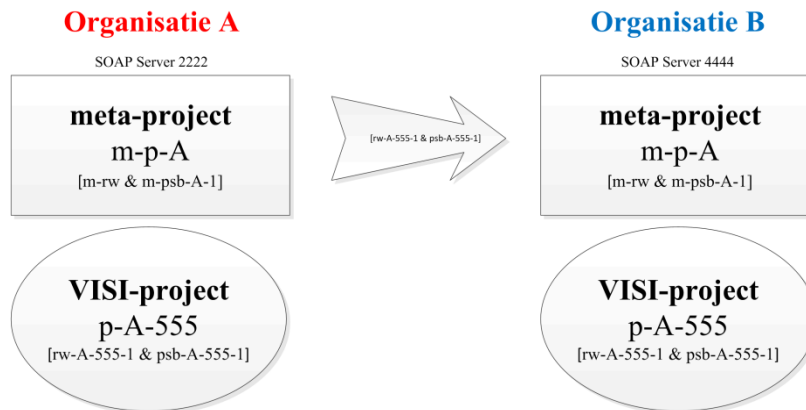 Organisatie A
SOAP Server 2222
meta-project
m-p-A
[m-rw & m-psb-A-1]
VISI-project
p-A-555
[rw-A-555-1 & psb-A-555-1]
[rw-A-555-1 & psb-A-555-1]
Organisatie B
SOAP Server 4444
meta-project
m-p-A
[m-rw & m-psb-A-1]
VISI-project
p-A-555
[rw-A-555-1 & psb-A-555-1]